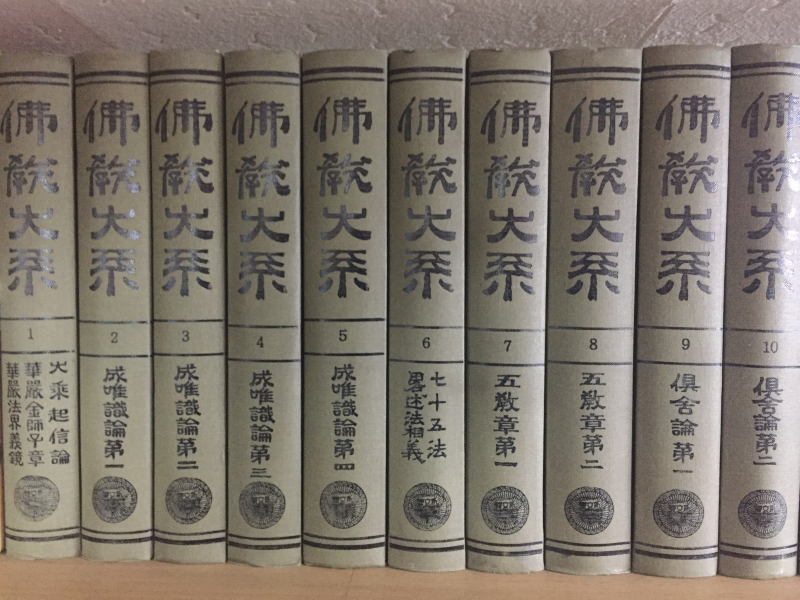 佛教大系
1
大乘起信論
華嚴金師子章
華嚴法界義鏡
佛教大系
2
成唯識論第一
佛教大系
3
成唯識論第二
佛教大系
4
成唯識論第三
佛教大系
5
成唯識論第四
佛教大系
6
七十五法
畧述法相義
佛教大系
7
五教章第一
佛教大系
8
五教章第二
佛教大系
9
俱舍論第一
佛教大系
10
俱舍論第二